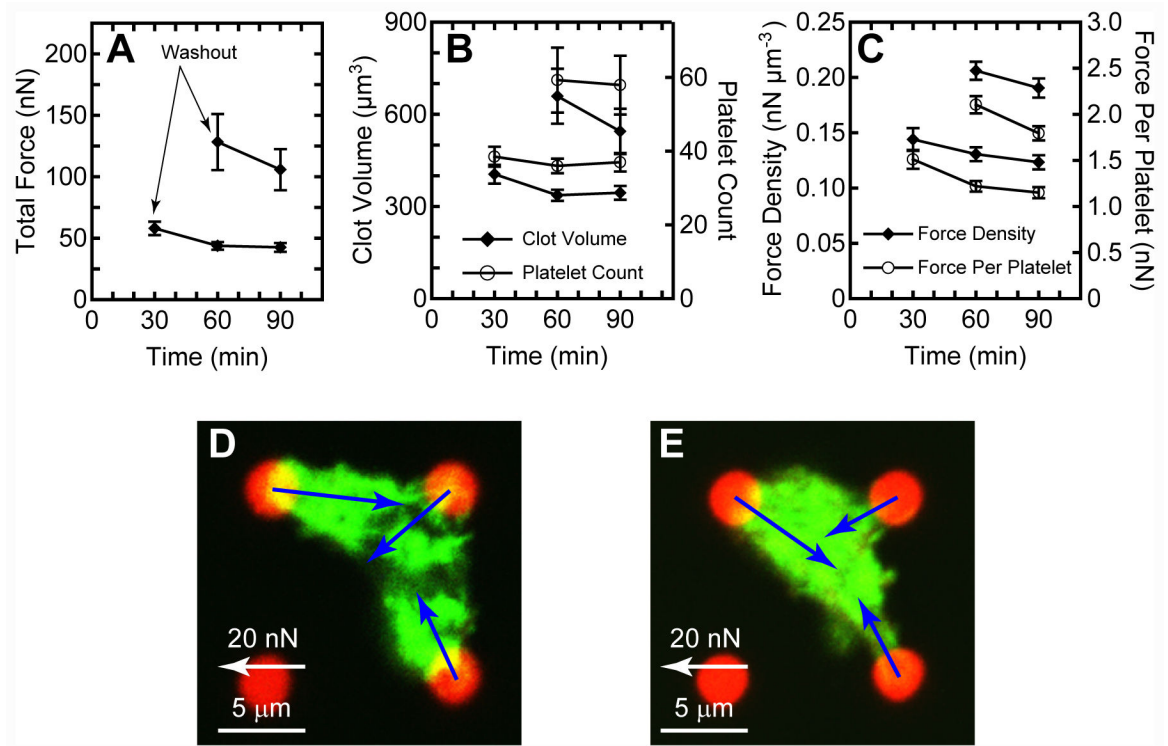 A
Washout
Total Force (nN)
200
150
100
50
0
0 30 60 90
Time (min)
B
Clot Volume (μm³)
900
600
300
0
Platelet Count
60
40
20
0
Clot Volume
Platelet Count
0 30 60 90
Time (min)
C
Force Density (nN μm⁻³)
0.25
0.20
0.15
0.10
0.05
0
Force Per Platelet (nN)
3.0
2.5
2.0
1.5
1.0
0.5
0
Force Density
Force Per Platelet
0 30 60 90
Time (min)
D
20 nN
5 μm
E
20 nN
5 μm